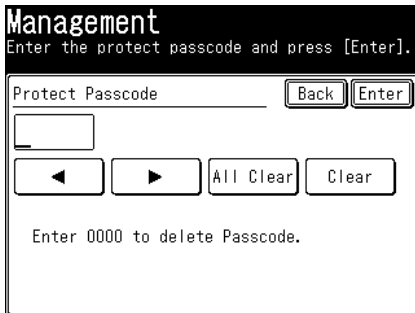 Management
Enter the protect passcode and press [Enter].
Protect Passcode Back Enter
◄ ► All Clear Clear
Enter 0000 to delete Passcode.